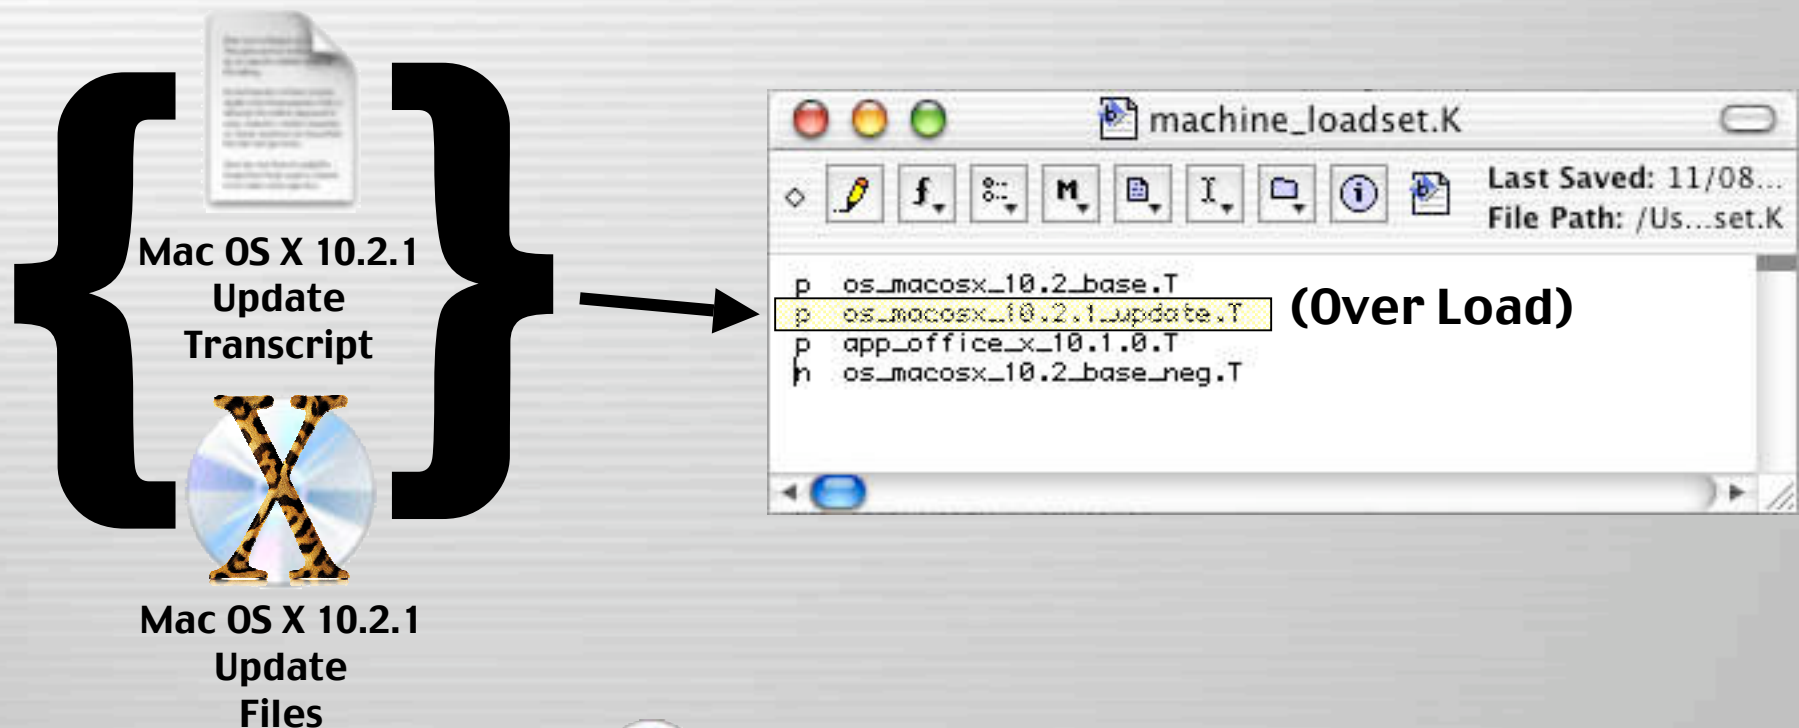 Mac OS X 10.2.1
Update
Transcript
Mac OS X 10.2.1
Update
Files
machine_loadset.K
Last Saved: 11/08...
File Path: /Us...set.K
p os_macosx_10.2_base.T
p os_macosx_10.2.1_update.T
(Over Load)
p app_office_x_10.1.0.T
n os_macosx_10.2_base_neg.T